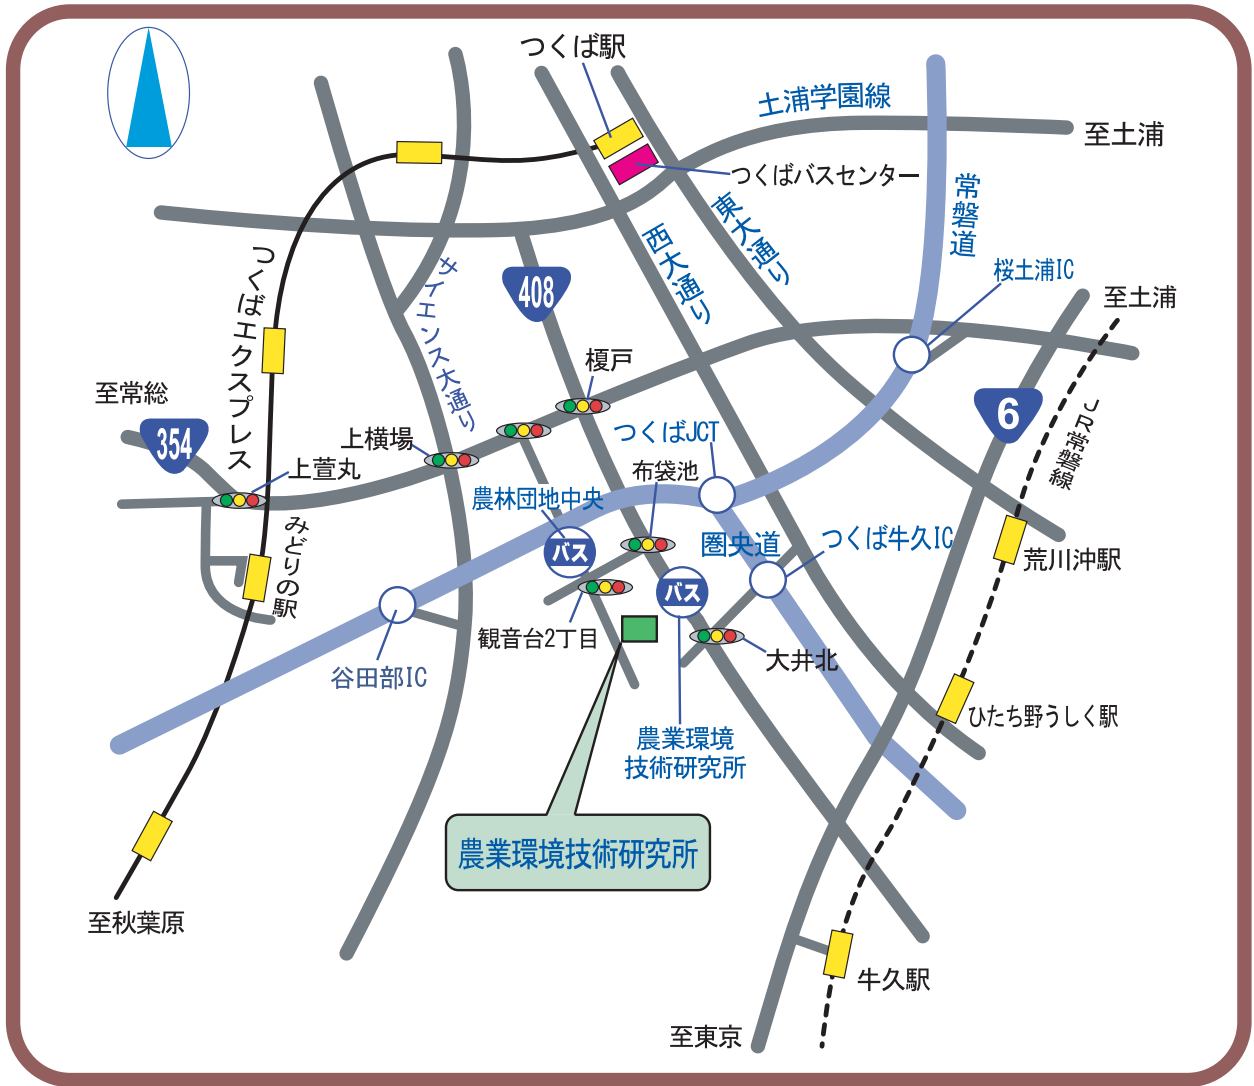 つくば駅
土浦学園線
至土浦
つくばバスセンター
常磐道
東大通り
西大通り
桜土浦IC
つくばエクスプレス
サイエンス大通り
408
至土浦
榎戸
至常総
354
上横場
上萱丸
つくばJCT
6
JR常磐線
布袋池
農林団地中央
圏央道
つくば牛久IC
バス
バス
みどりの駅
荒川沖駅
観音台2丁目
大井北
谷田部IC
ひたち野うしく駅
農業環境
技術研究所
農業環境技術研究所
至秋葉原
牛久駅
至東京